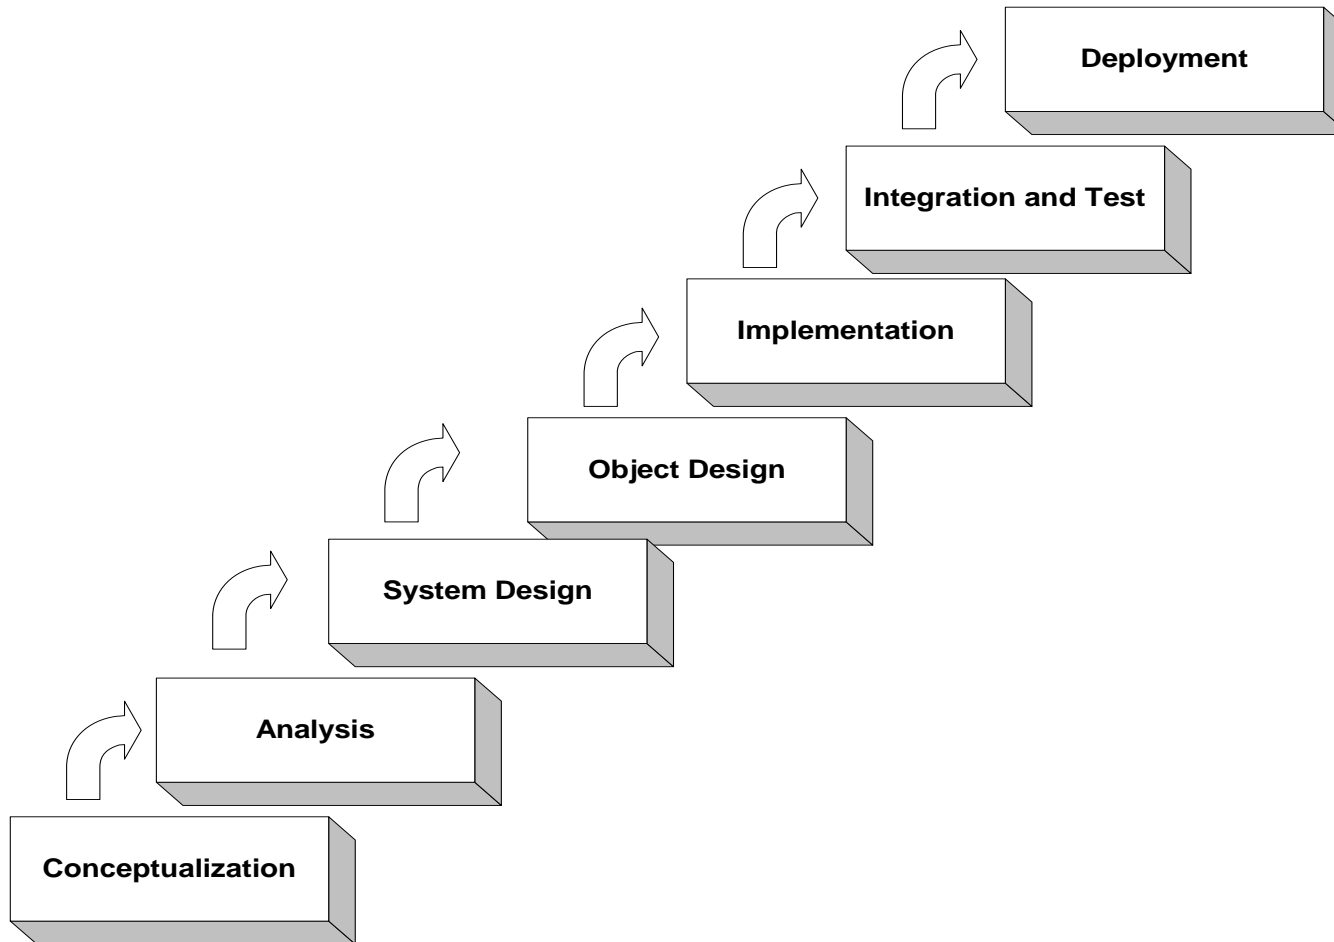 Deployment
Integration and Test
Implementation
Object Design
System Design
Analysis
Conceptualization